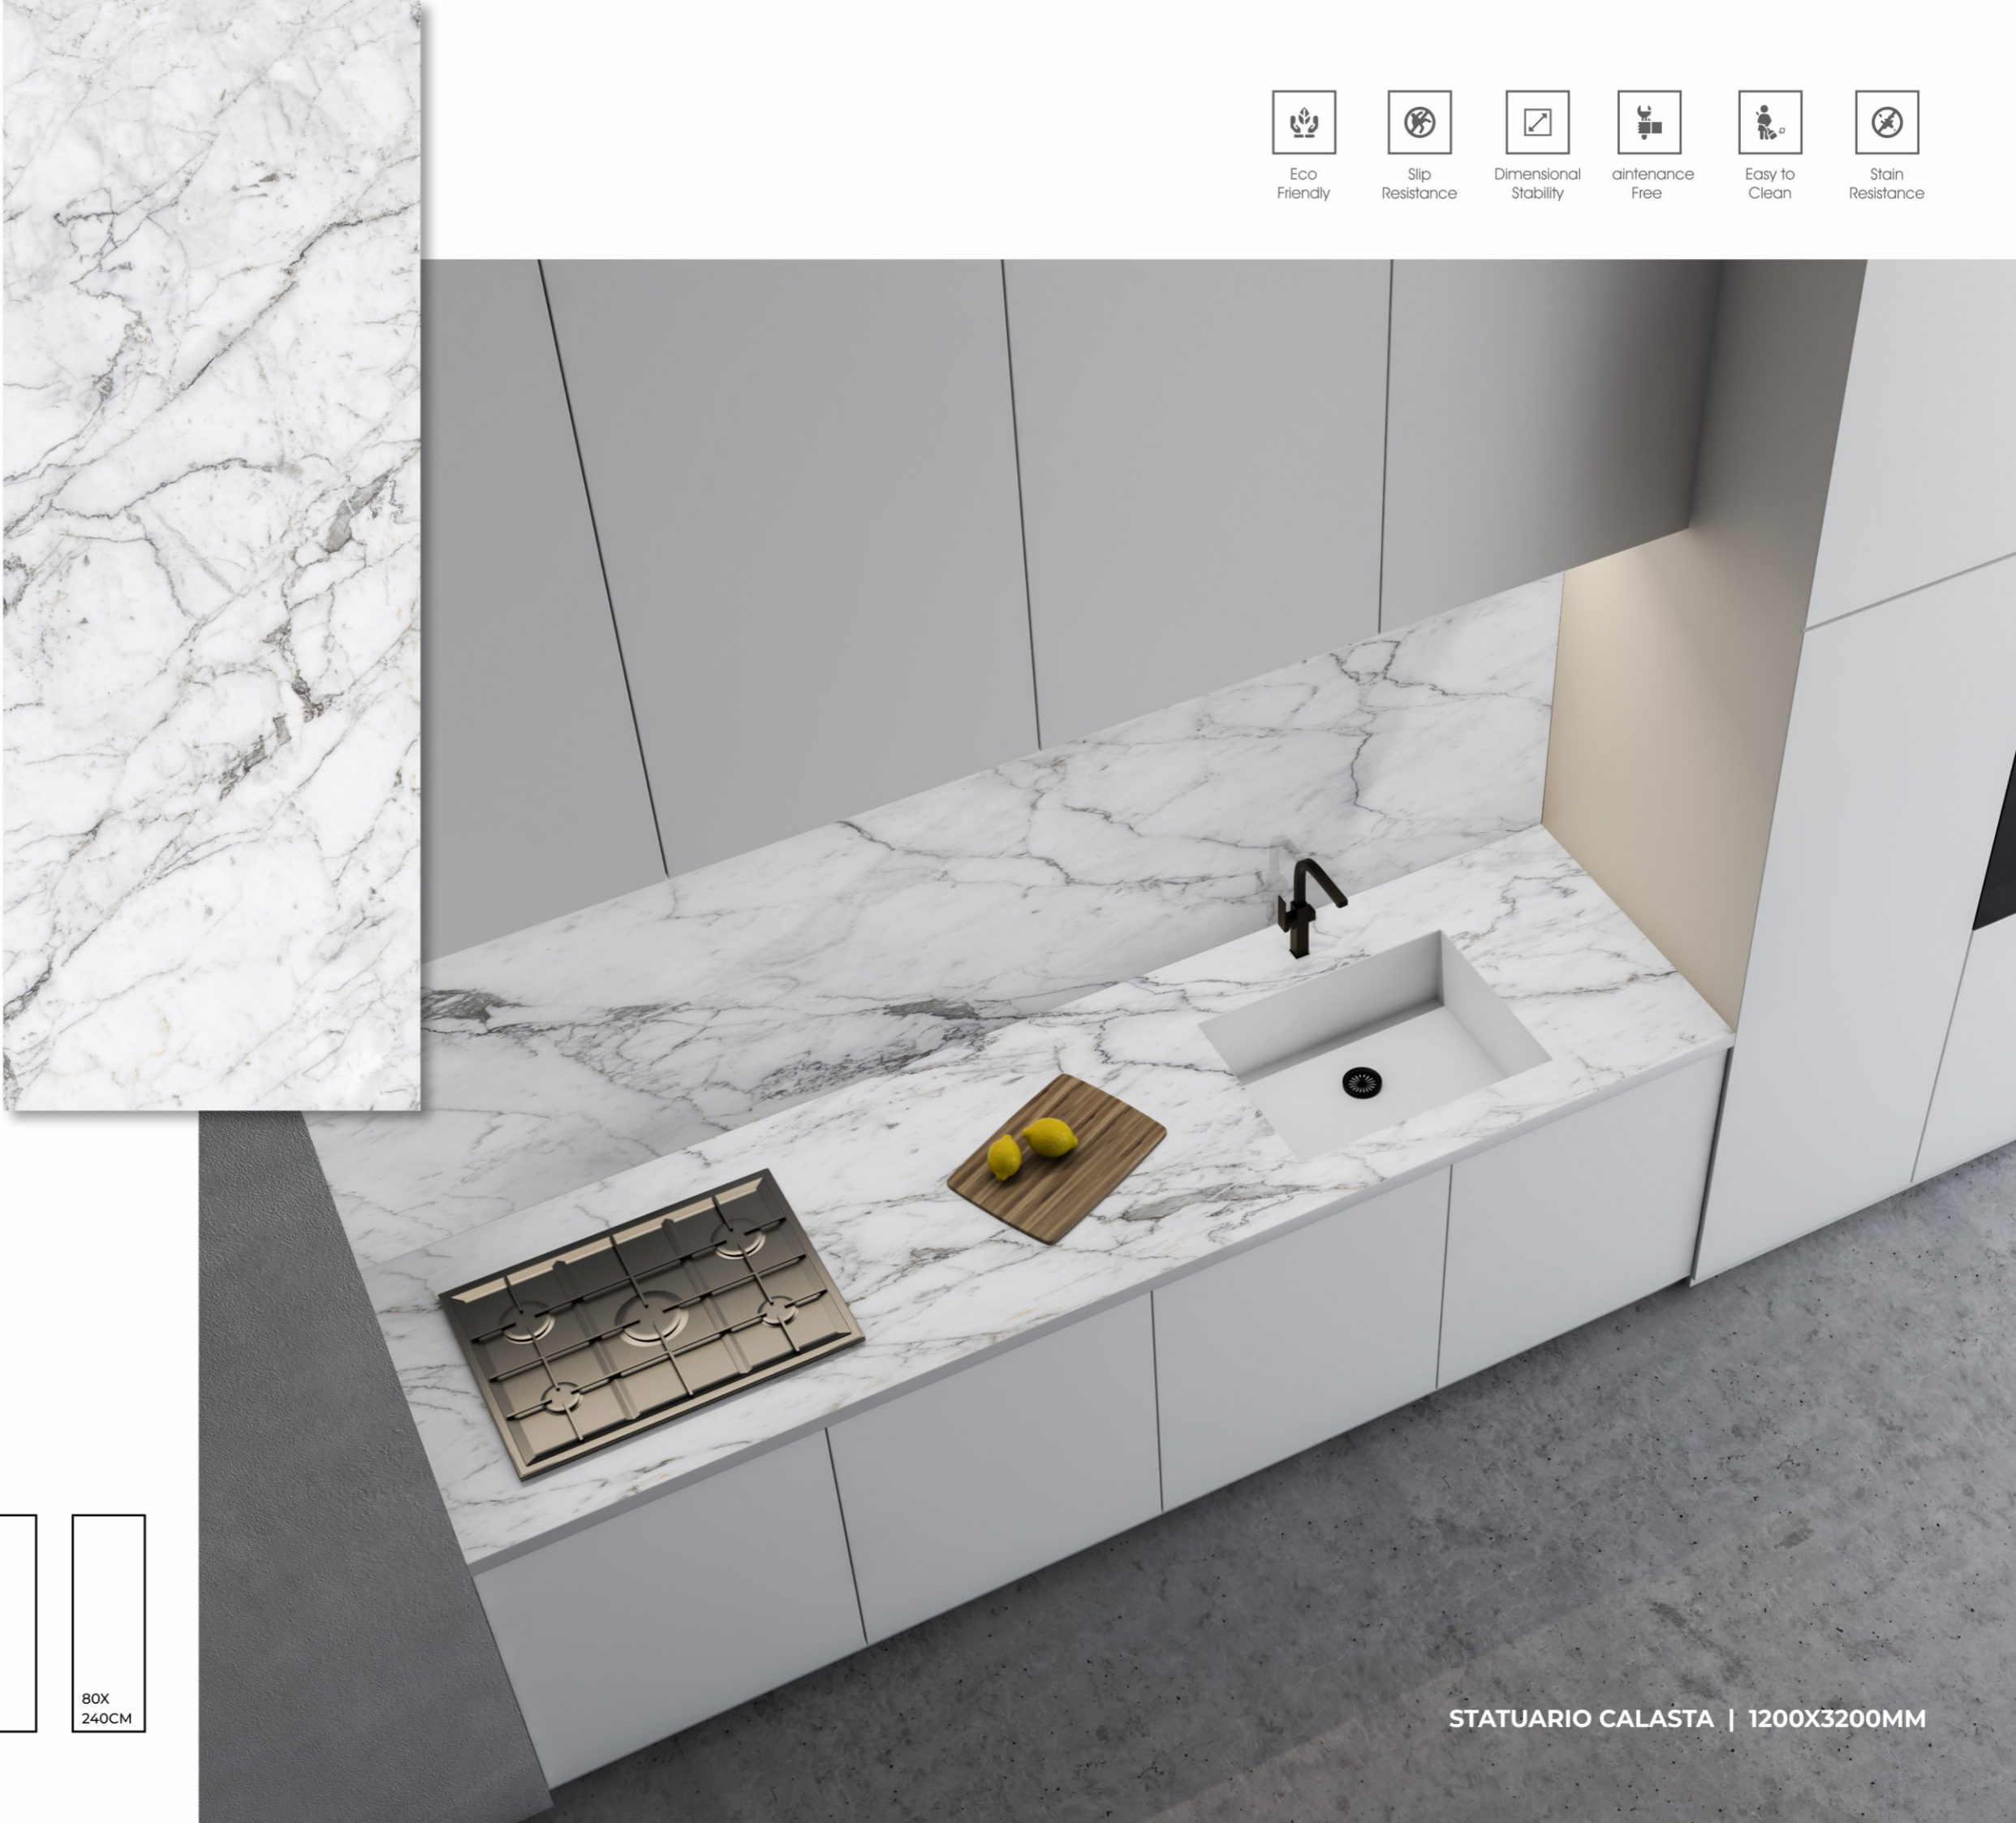 Eco
Friendly
Slip
Resistance
Dimensional
Stability
aintenance
Free
Easy to
Clean
Stain
Resistance
80X
240CM
STATUARIO CALASTA | 1200X3200MM